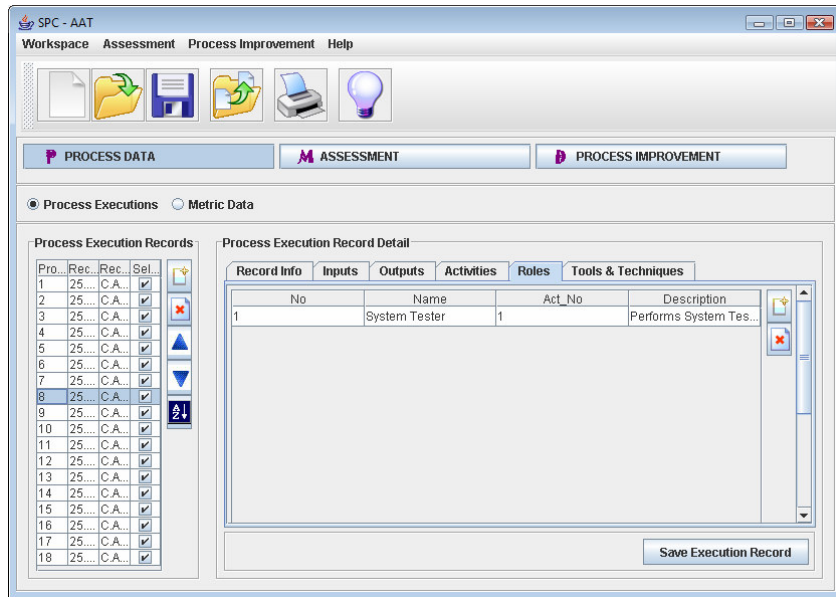 SPC - AAT
Workspace Assessment Process Improvement Help
P PROCESS DATA M ASSESSMENT PROCESS IMPROVEMENT
Process Executions Metric Data
Process Execution Records Process Execution Record Detail
Record Info Inputs Outputs Activities Roles Tools & Techniques
Pro... Rec... Rec... Sel...
No Name Act_No Description
1 System Tester 1 Performs System Tes...
1 25.... C.A...
2 25.... C.A...
3 25.... C.A...
4 25.... C.A...
5 25.... C.A...
6 25.... C.A...
7 25.... C.A...
8 25.... C.A...
9 25.... C.A...
10 25.... C.A...
11 25.... C.A...
12 25.... C.A...
13 25.... C.A...
14 25.... C.A...
15 25.... C.A...
16 25.... C.A...
17 25.... C.A...
18 25.... C.A...
A Z
Save Execution Record